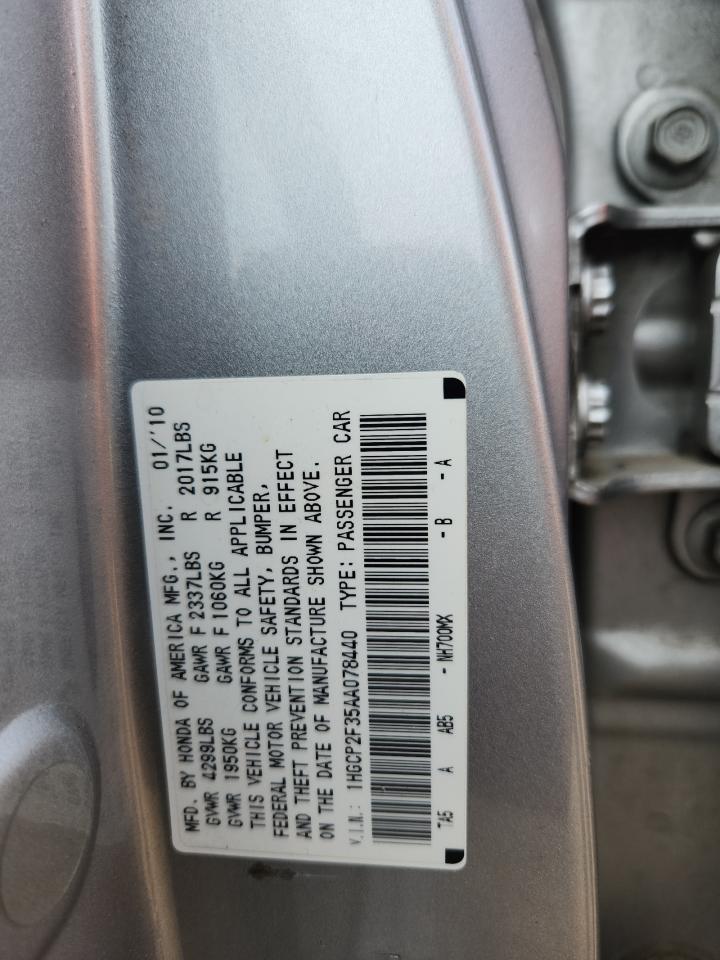 MFD. BY HONDA OF AMERICA MFG., INC. 01/'10
GVWR 4299LBS GAWR F 2337LBS R 2017LBS
GVWR 1950KG GAWR F 1060KG R 915KG
THIS VEHICLE CONFORMS TO ALL APPLICABLE
FEDERAL MOTOR VEHICLE SAFETY, BUMPER,
AND THEFT PREVENTION STANDARDS IN EFFECT
ON THE DATE OF MANUFACTURE SHOWN ABOVE.
V.I.N.: 1HGCP2F35AA078440 TYPE: PASSENGER CAR
TA5 A AB5 - NH700MX - B - A